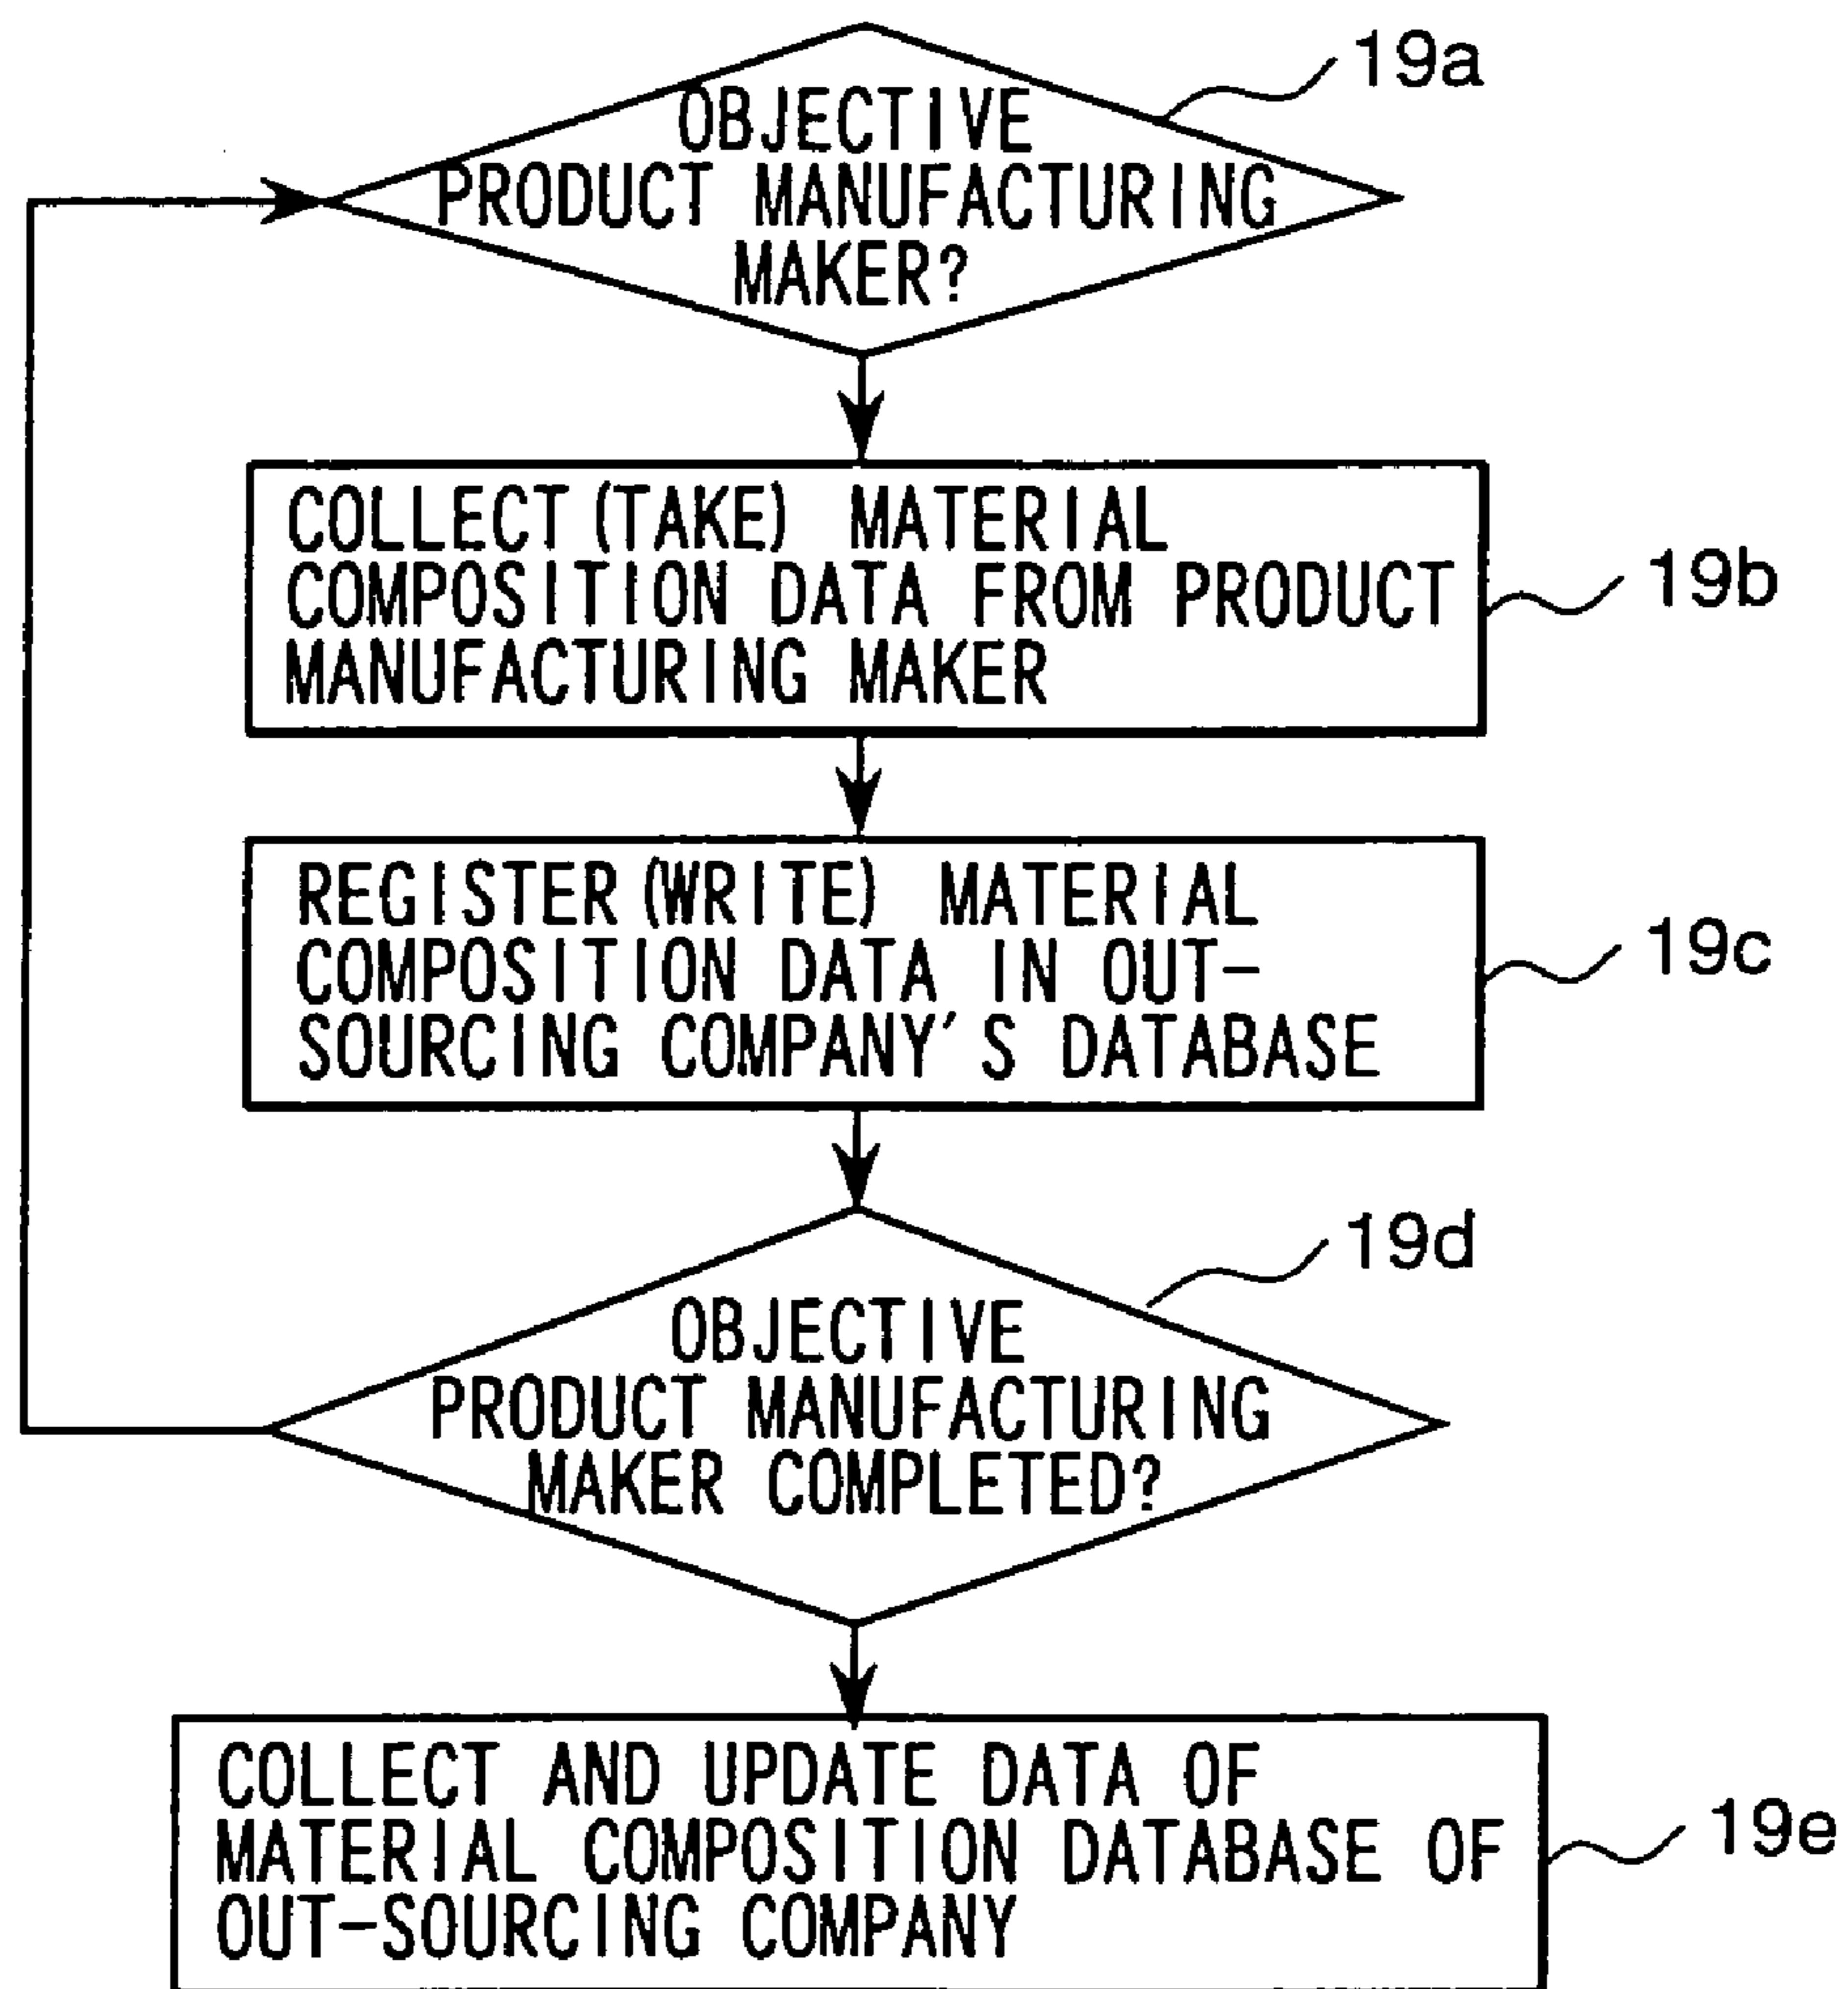 OBJECTIVE
PRODUCT MANUFACTURING
MAKER?
19a
COLLECT (TAKE) MATERIAL
COMPOSITION DATA FROM PRODUCT
MANUFACTURING MAKER
19b
REGISTER (WRITE) MATERIAL
COMPOSITION DATA IN OUT-
SOURCING COMPANY'S DATABASE
19c
OBJECTIVE
PRODUCT MANUFACTURING
MAKER COMPLETED?
19d
COLLECT AND UPDATE DATA OF
MATERIAL COMPOSITION DATABASE OF
OUT-SOURCING COMPANY
19e